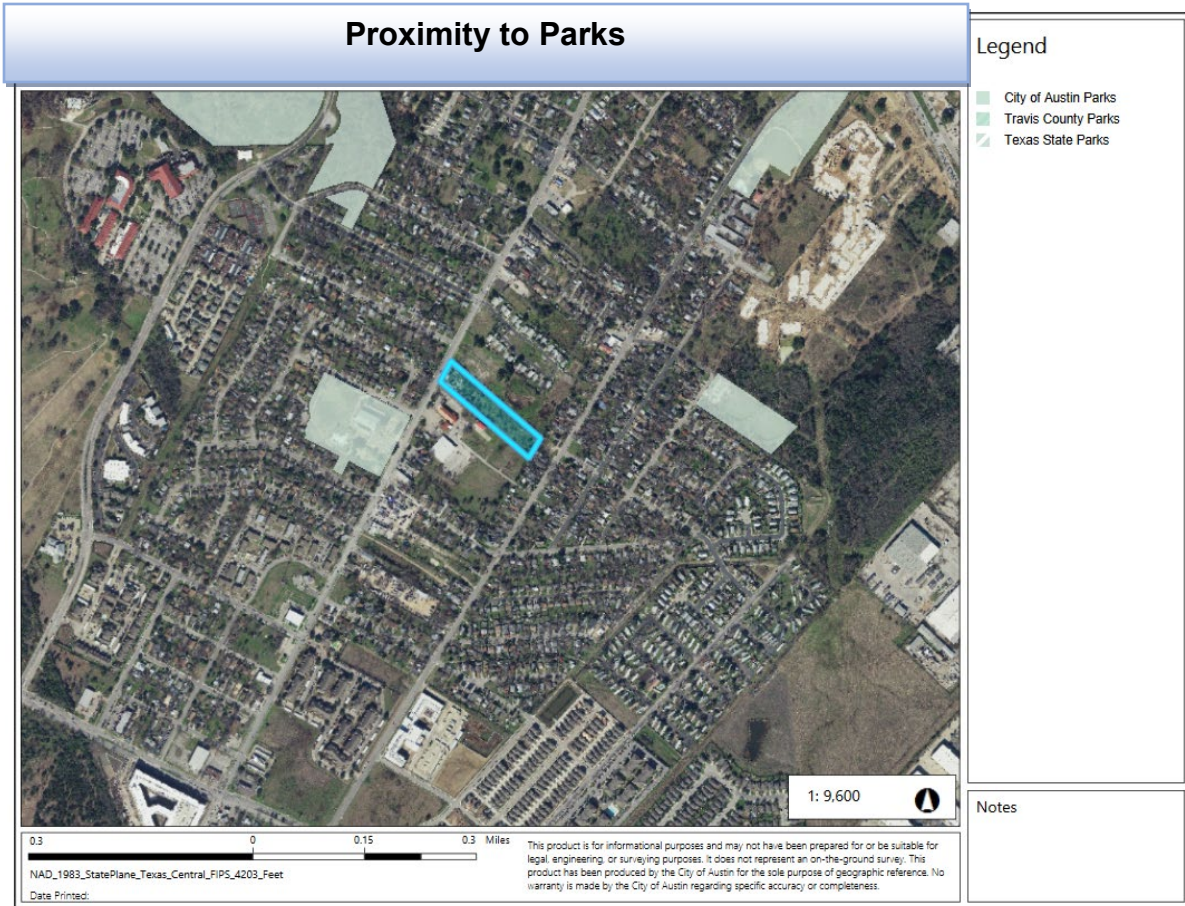 Proximity to Parks
Legend
City of Austin Parks
Travis County Parks
Texas State Parks
1: 9,600
Notes
0.3 0 0.15 0.3 Miles
NAD_1983_StatePlane_Texas_Central_FIPS_4203_Feet
Date Printed:
This product is for informational purposes and may not have been prepared for or be suitable for
legal, engineering, or surveying purposes. It does not represent an on-the-ground survey. This
product has been produced by the City of Austin for the sole purpose of geographic reference. No
warranty is made by the City of Austin regarding specific accuracy or completeness.